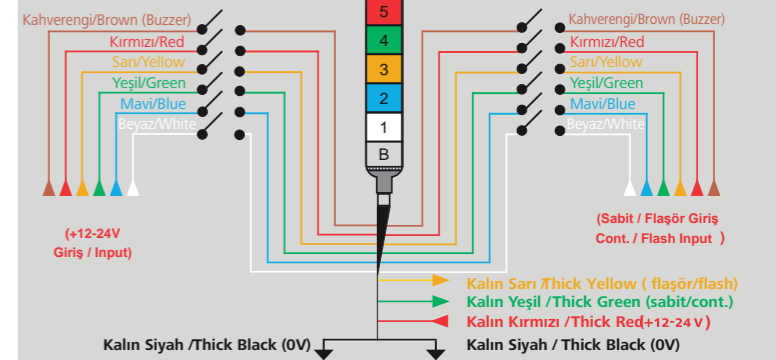 Kahverengi/Brown (Buzzer)
Kırmızı/Red
Sarı/Yellow
Yeşil/Green
Mavi/Blue
Beyaz/White
(+12-24V
Giriş / Input)
5
4
3
2
1
B
Kahverengi/Brown (Buzzer)
Kırmızı/Red
Sarı/Yellow
Yeşil/Green
Mavi/Blue
Beyaz/White
(Sabit / Flaşör Giriş
Cont. / Flash Input )
Kalın Sarı /Thick Yellow ( flaşör/flash)
Kalın Yeşil /Thick Green (sabit/cont.)
Kalın Kırmızı /Thick Red(+12-24 V )
Kalın Siyah /Thick Black (0V)
Kalın Siyah / Thick Black (0V)